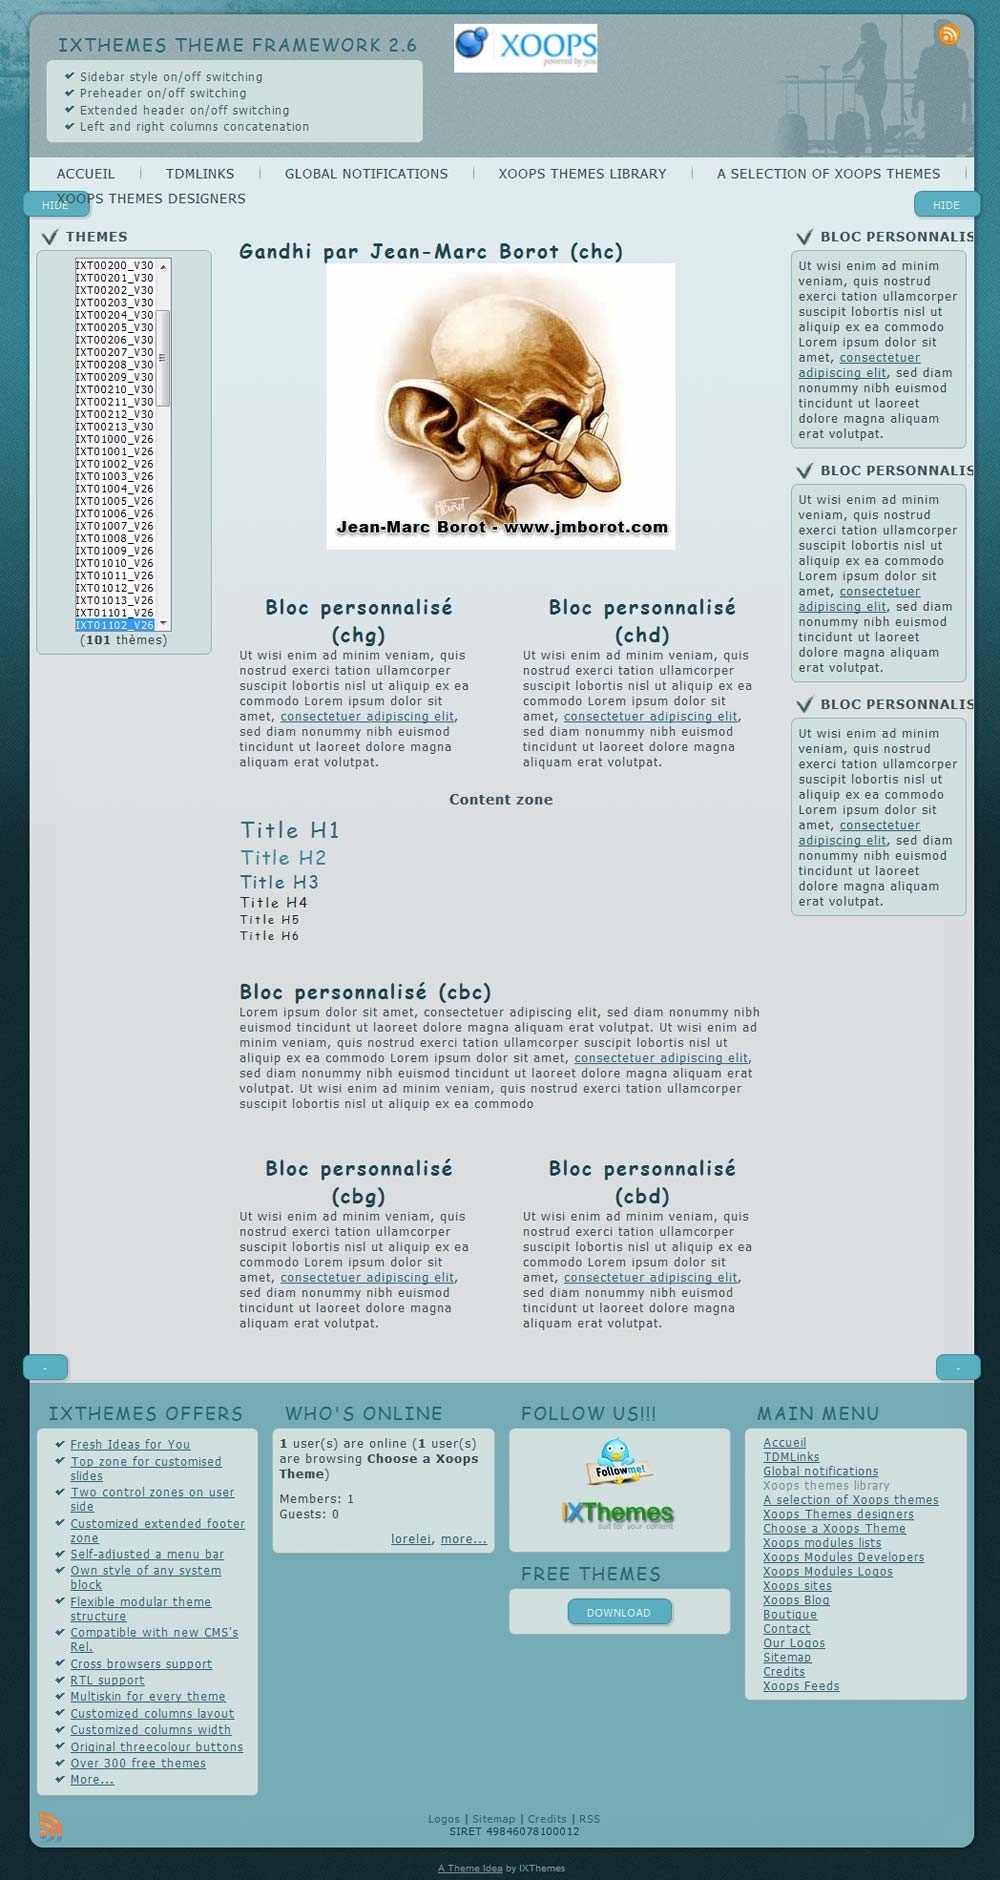 IXTHEMES THEME FRAMEWORK 2.6
Sidebar style on/off switching
Preheader on/off switching
Extended header on/off switching
Left and right columns concatenation
XOOPS
powered by you
ACCUEIL
TDMLINKS
GLOBAL NOTIFICATIONS
XOOPS THEMES LIBRARY
A SELECTION OF XOOPS THEMES
XOOPS THEMES DESIGNERS
HIDE
HIDE
THEMES
IXT00200_V30
IXT00201_V30
IXT00202_V30
IXT00203_V30
IXT00204_V30
IXT00205_V30
IXT00206_V30
IXT00207_V30
IXT00208_V30
IXT00209_V30
IXT00210_V30
IXT00211_V30
IXT00212_V30
IXT00213_V30
IXT01000_V26
IXT01001_V26
IXT01002_V26
IXT01003_V26
IXT01004_V26
IXT01005_V26
IXT01006_V26
IXT01007_V26
IXT01008_V26
IXT01009_V26
IXT01010_V26
IXT01011_V26
IXT01012_V26
IXT01013_V26
IXT01101_V26
IXT01102_V26
(101 thèmes)
Gandhi par Jean-Marc Borot (chc)
Jean-Marc Borot - www.jmborot.com
Bloc personnalisé
(chg)
Ut wisi enim ad minim veniam, quis
nostrud exerci tation ullamcorper
suscipit lobortis nisl ut aliquip ex ea
commodo Lorem ipsum dolor sit
amet, consectetuer adipiscing elit,
sed diam nonummy nibh euismod
tincidunt ut laoreet dolore magna
aliquam erat volutpat.
Bloc personnalisé
(chd)
Ut wisi enim ad minim veniam, quis
nostrud exerci tation ullamcorper
suscipit lobortis nisl ut aliquip ex ea
commodo Lorem ipsum dolor sit
amet, consectetuer adipiscing elit,
sed diam nonummy nibh euismod
tincidunt ut laoreet dolore magna
aliquam erat volutpat.
Content zone
Title H1
Title H2
Title H3
Title H4
Title H5
Title H6
Bloc personnalisé (cbc)
Lorem ipsum dolor sit amet, consectetuer adipiscing elit, sed diam nonummy nibh
euismod tincidunt ut laoreet dolore magna aliquam erat volutpat. Ut wisi enim ad
minim veniam, quis nostrud exerci tation ullamcorper suscipit lobortis nisl ut
aliquip ex ea commodo Lorem ipsum dolor sit amet, consectetuer adipiscing elit,
sed diam nonummy nibh euismod tincidunt ut laoreet dolore magna aliquam erat
volutpat. Ut wisi enim ad minim veniam, quis nostrud exerci tation ullamcorper
suscipit lobortis nisl ut aliquip ex ea commodo
Bloc personnalisé
(cbg)
Ut wisi enim ad minim veniam, quis
nostrud exerci tation ullamcorper
suscipit lobortis nisl ut aliquip ex ea
commodo Lorem ipsum dolor sit
amet, consectetuer adipiscing elit,
sed diam nonummy nibh euismod
tincidunt ut laoreet dolore magna
aliquam erat volutpat.
Bloc personnalisé
(cbd)
Ut wisi enim ad minim veniam, quis
nostrud exerci tation ullamcorper
suscipit lobortis nisl ut aliquip ex ea
commodo Lorem ipsum dolor sit
amet, consectetuer adipiscing elit,
sed diam nonummy nibh euismod
tincidunt ut laoreet dolore magna
aliquam erat volutpat.
BLOC PERSONNALIS
Ut wisi enim ad minim
veniam, quis nostrud
exerci tation ullamcorper
suscipit lobortis nisl ut
aliquip ex ea commodo
Lorem ipsum dolor sit
amet, consectetuer
adipiscing elit, sed diam
nonummy nibh euismod
tincidunt ut laoreet
dolore magna aliquam
erat volutpat.
BLOC PERSONNALIS
Ut wisi enim ad minim
veniam, quis nostrud
exerci tation ullamcorper
suscipit lobortis nisl ut
aliquip ex ea commodo
Lorem ipsum dolor sit
amet, consectetuer
adipiscing elit, sed diam
nonummy nibh euismod
tincidunt ut laoreet
dolore magna aliquam
erat volutpat.
BLOC PERSONNALIS
Ut wisi enim ad minim
veniam, quis nostrud
exerci tation ullamcorper
suscipit lobortis nisl ut
aliquip ex ea commodo
Lorem ipsum dolor sit
amet, consectetuer
adipiscing elit, sed diam
nonummy nibh euismod
tincidunt ut laoreet
dolore magna aliquam
erat volutpat.
-
-
IXTHEMES OFFERS
Fresh Ideas for You
Top zone for customised
slides
Two control zones on user
side
Customized extended footer
zone
Self-adjusted a menu bar
Own style of any system
block
Flexible modular theme
structure
Compatible with new CMS's
Rel.
Cross browsers support
RTL support
Multiskin for every theme
Customized columns layout
Customized columns width
Original threecolour buttons
Over 300 free themes
More...
WHO'S ONLINE
1 user(s) are online (1 user(s)
are browsing Choose a Xoops
Theme)
Members: 1
Guests: 0
lorelei, more...
FOLLOW US!!!
Follow me!
IXThemes
suit for your content
FREE THEMES
DOWNLOAD
MAIN MENU
Accueil
TDMLinks
Global notifications
Xoops themes library
A selection of Xoops themes
Xoops Themes designers
Choose a Xoops Theme
Xoops modules lists
Xoops Modules Developers
Xoops Modules Logos
Xoops sites
Xoops Blog
Boutique
Contact
Our Logos
Sitemap
Credits
Xoops Feeds
Logos | Sitemap | Credits | RSS
SIRET 49846078100012
A Theme Idea by IXThemes